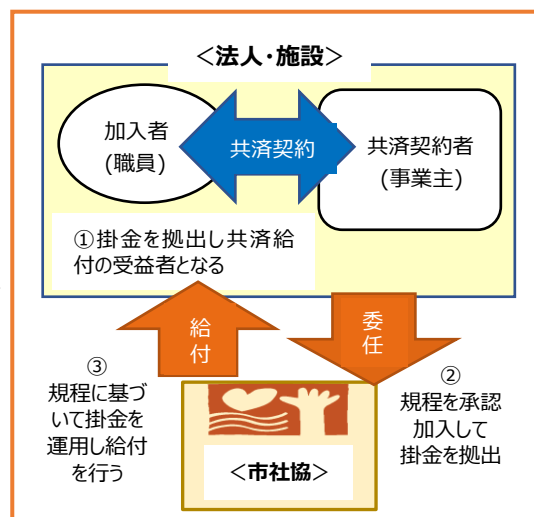 <法人・施設>
加入者
(職員)
共済契約
共済契約者
(事業主)
①掛金を拠出し共済給
付の受益者となる
給
付
委
任
③
規程に基づ
いて掛金を
運用し給付
を行う
②
規程を承認
加入して
掛金を拠出
<市社協>